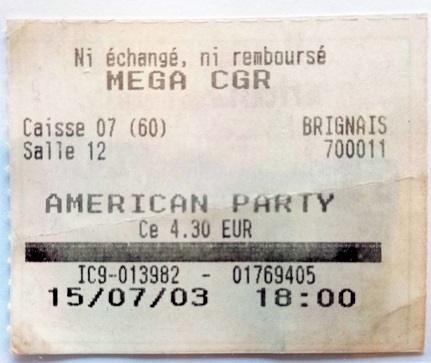 Ni échangé, ni remboursé
MEGA CGR
Caisse 07 (60) BRIGNAIS
Salle 12 700011
AMERICAN PARTY
Ce 4.30 EUR
IC9-013982 - 01769405
15/07/03 18:00